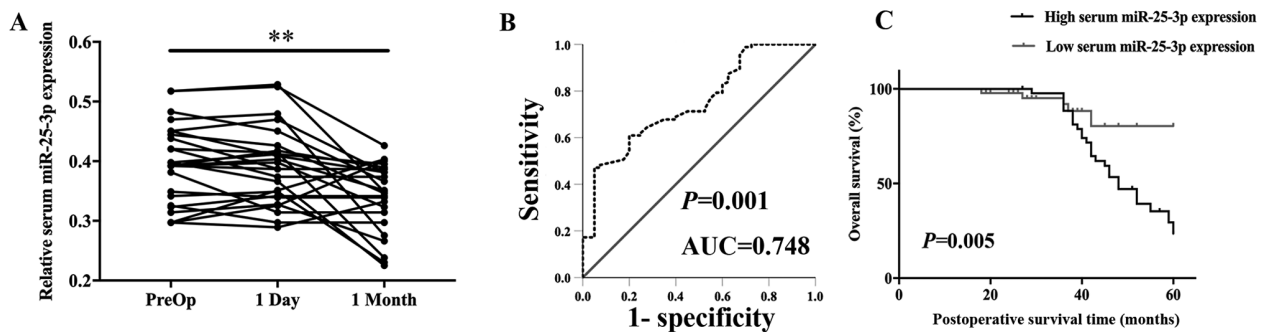 A
Relative serum miR-25-3p expression
0.6
0.5
0.4
0.3
0.2
**
PreOp
1 Day
1 Month
B
Sensitivity
1.0
0.8
0.6
0.4
0.2
0.0
P=0.001
AUC=0.748
0.0 0.2 0.4 0.6 0.8 1.0
1- specificity
C
High serum miR-25-3p expression
Low serum miR-25-3p expression
Overall survival (%)
100
50
0
P=0.005
0 20 40 60
Postoperative survival time (months)